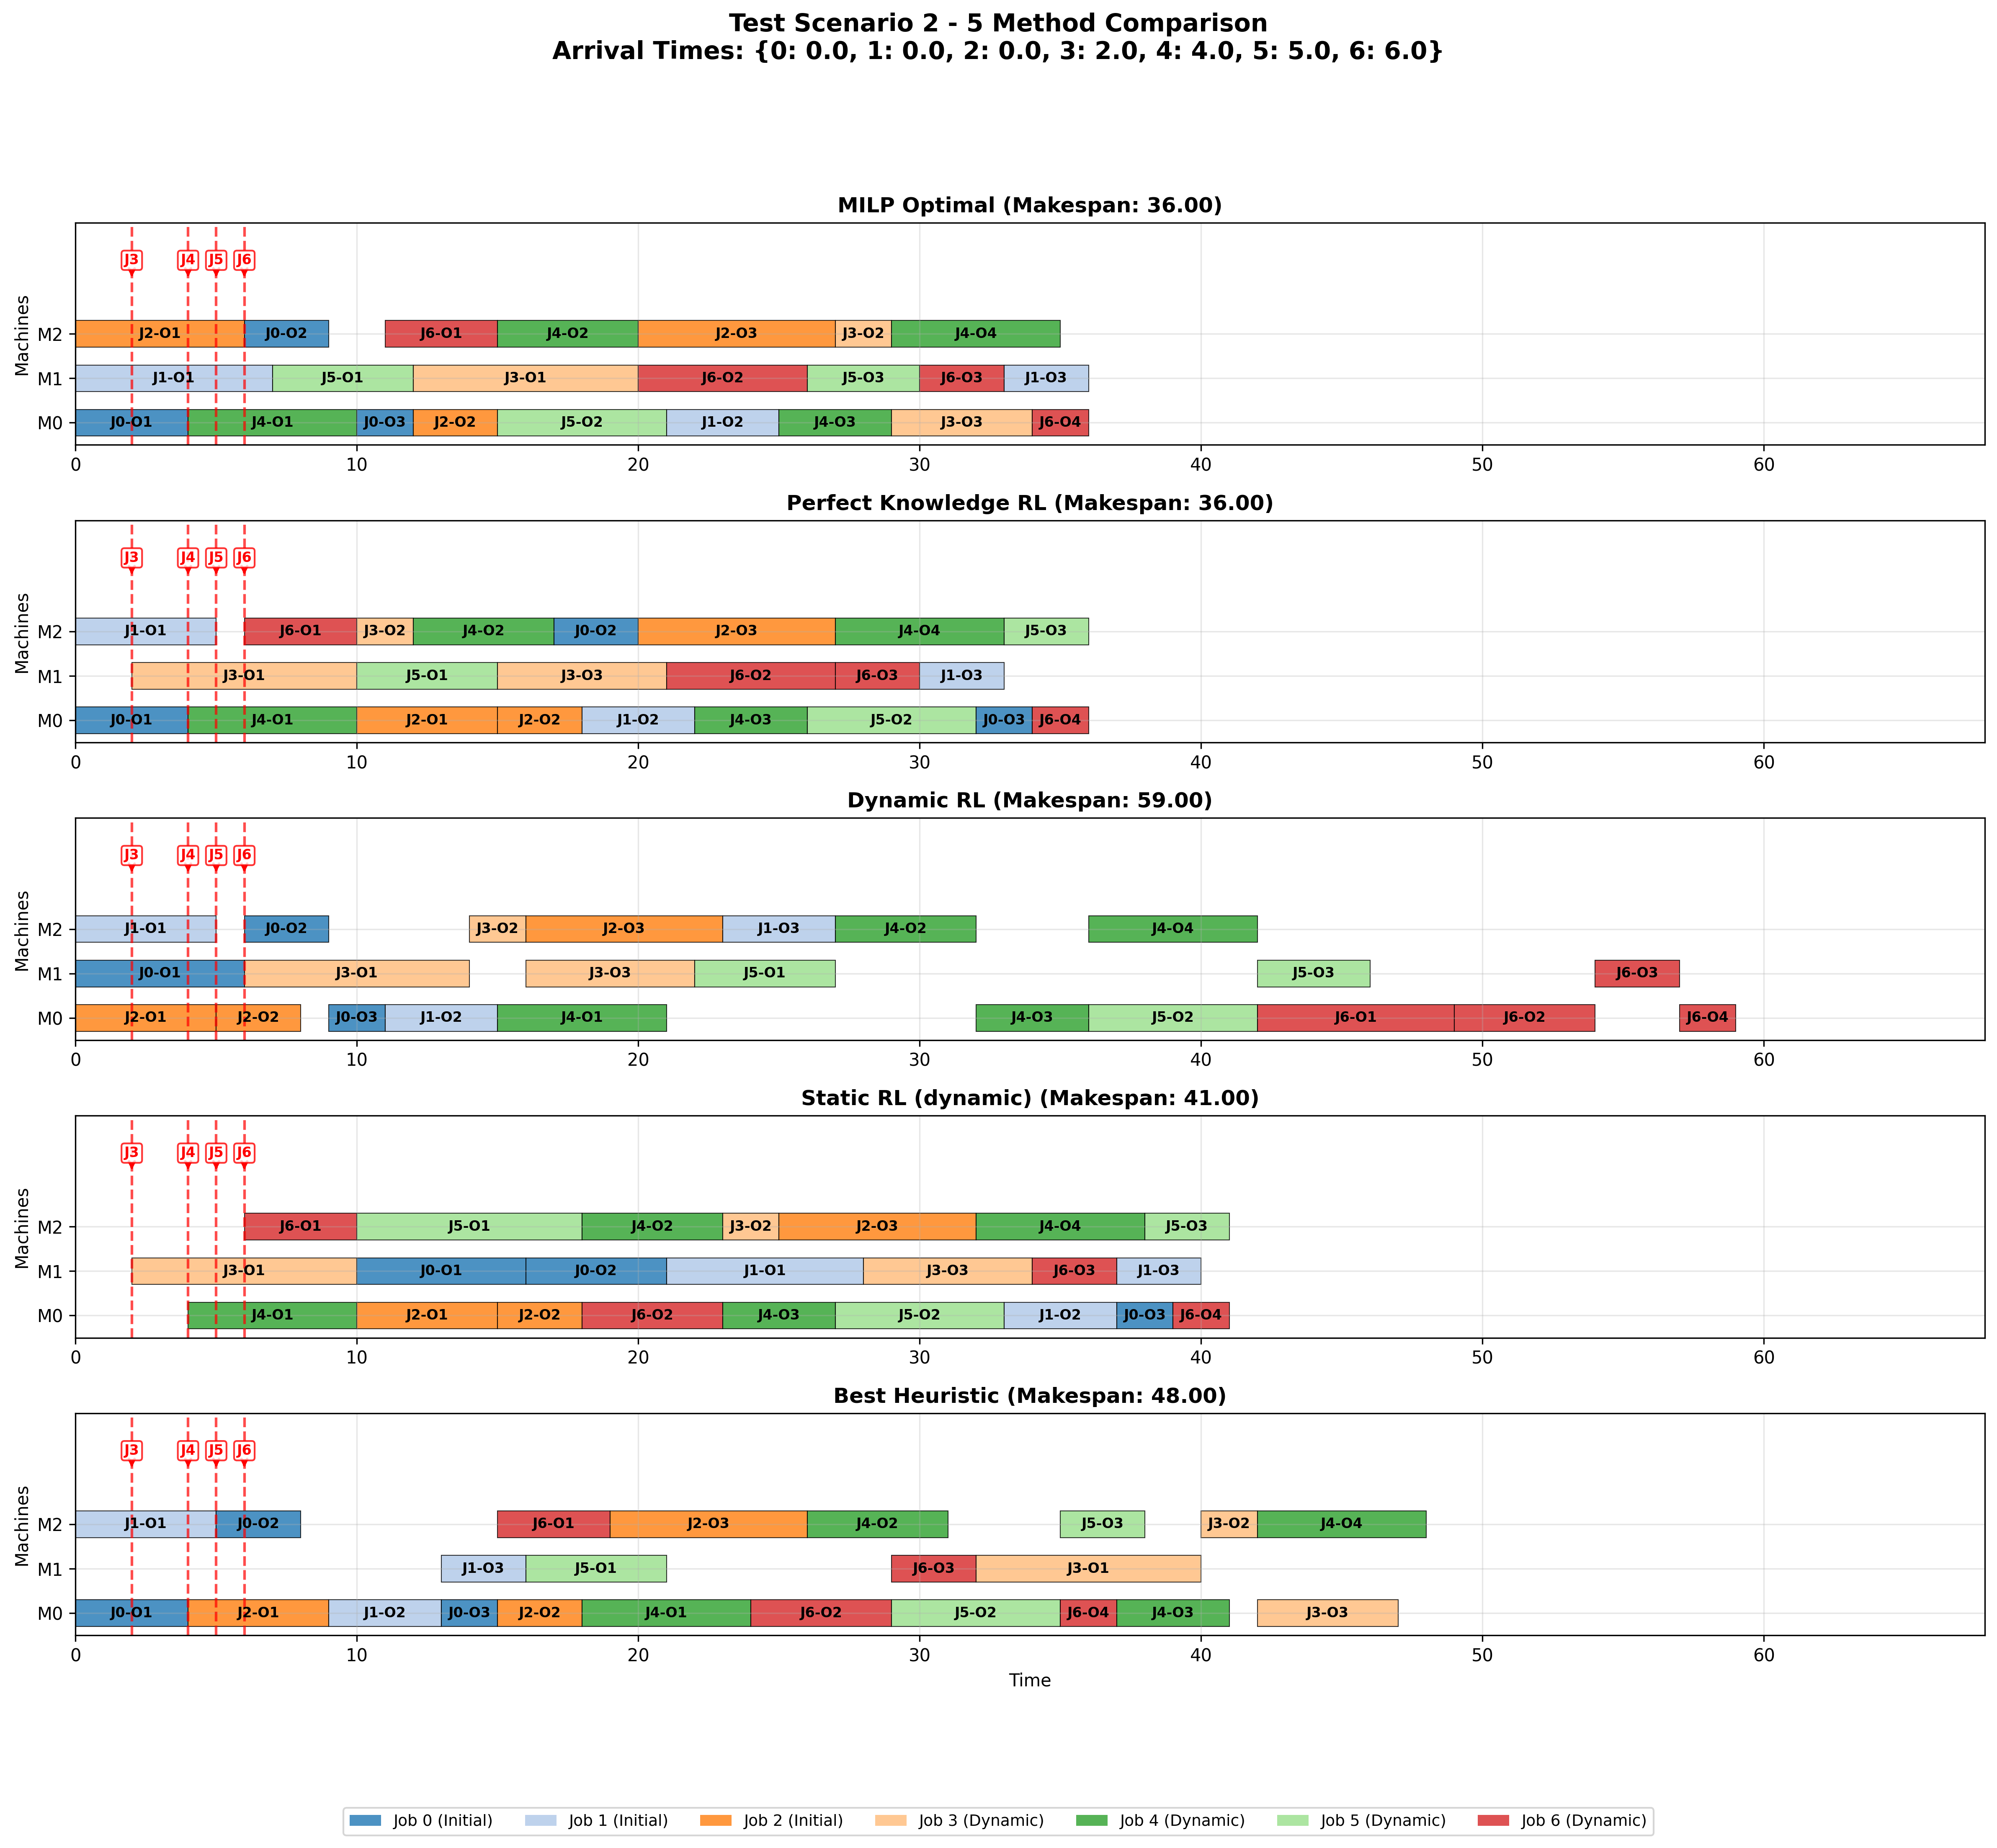 Test Scenario 2 - 5 Method Comparison
Arrival Times: {0: 0.0, 1: 0.0, 2: 0.0, 3: 2.0, 4: 4.0, 5: 5.0, 6: 6.0}
MILP Optimal (Makespan: 36.00)
J3 J4 J5 J6
Machines
M2 J2-O1 J0-O2 J6-O1 J4-O2 J2-O3 J3-O2 J4-O4
M1 J1-O1 J5-O1 J3-O1 J6-O2 J5-O3 J6-O3 J1-O3
M0 J0-O1 J4-O1 J0-O3 J2-O2 J5-O2 J1-O2 J4-O3 J3-O3 J6-O4
0 10 20 30 40 50 60
Perfect Knowledge RL (Makespan: 36.00)
J3 J4 J5 J6
Machines
M2 J1-O1 J6-O1 J3-O2 J4-O2 J0-O2 J2-O3 J4-O4 J5-O3
M1 J3-O1 J5-O1 J3-O3 J6-O2 J6-O3 J1-O3
M0 J0-O1 J4-O1 J2-O1 J2-O2 J1-O2 J4-O3 J5-O2 J0-O3 J6-O4
0 10 20 30 40 50 60
Dynamic RL (Makespan: 59.00)
J3 J4 J5 J6
Machines
M2 J1-O1 J0-O2 J3-O2 J2-O3 J1-O3 J4-O2 J4-O4
M1 J0-O1 J3-O1 J3-O3 J5-O1 J5-O3 J6-O3
M0 J2-O1 J2-O2 J0-O3 J1-O2 J4-O1 J4-O3 J5-O2 J6-O1 J6-O2 J6-O4
0 10 20 30 40 50 60
Static RL (dynamic) (Makespan: 41.00)
J3 J4 J5 J6
Machines
M2 J6-O1 J5-O1 J4-O2 J3-O2 J2-O3 J4-O4 J5-O3
M1 J3-O1 J0-O1 J0-O2 J1-O1 J3-O3 J6-O3 J1-O3
M0 J4-O1 J2-O1 J2-O2 J6-O2 J4-O3 J5-O2 J1-O2 J0-O3 J6-O4
0 10 20 30 40 50 60
Best Heuristic (Makespan: 48.00)
J3 J4 J5 J6
Machines
M2 J1-O1 J0-O2 J6-O1 J2-O3 J4-O2 J5-O3 J3-O2 J4-O4
M1 J1-O3 J5-O1 J6-O3 J3-O1
M0 J0-O1 J2-O1 J1-O2 J0-O3 J2-O2 J4-O1 J6-O2 J5-O2 J6-O4 J4-O3 J3-O3
0 10 20 30 40 50 60
Time
Job 0 (Initial) Job 1 (Initial) Job 2 (Initial) Job 3 (Dynamic) Job 4 (Dynamic) Job 5 (Dynamic) Job 6 (Dynamic)